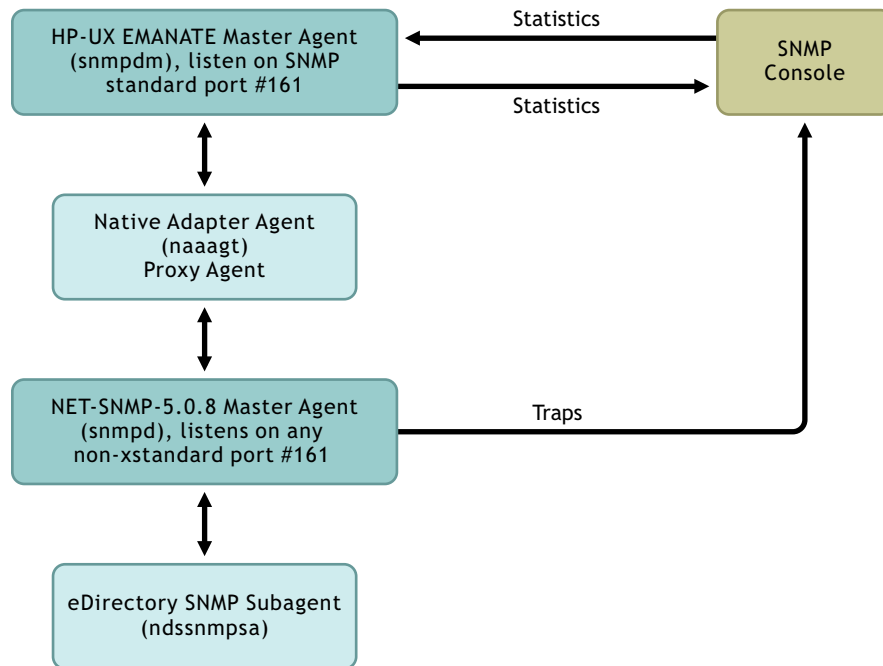 Statistics
HP-UX EMANATE Master Agent
(snmpdm), listen on SNMP
standard port #161
SNMP
Console
Statistics
Native Adapter Agent
(naaagt)
Proxy Agent
NET-SNMP-5.0.8 Master Agent
(snmpd), listens on any
non-xstandard port #161
Traps
eDirectory SNMP Subagent
(ndssnmpsa)